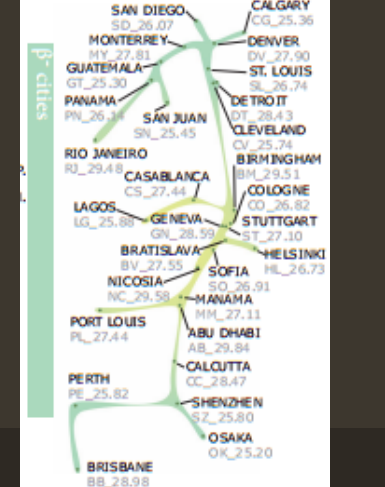 SAN DIEGO
SD_26.07
CALGARY
CG_25.36
MONTERREY
MY_27.81
DENVER
DV_27.90
GUATEMALA
GT_25.30
ST. LOUIS
SL_26.74
PANAMA
DETROIT
DT_28.43
SAN JUAN
SN_25.45
CLEVELAND
CV_25.74
RIO JANEIRO
RJ_29.48
BIRMINGHAM
BM_29.51
CASABLANCA
CS_27.44
COLOGNE
CO_26.82
LAGOS
GENEVA
GN_28.59
STUTTGART
ST_27.10
BRATISLAVA
BV_27.55
HELSINKI
HL_26.73
SOFIA
SO_26.91
NICOSIA
NC_29.58
MANAMA
MM_27.11
PORT LOUIS
PL_27.44
ABU DHABI
AB_29.84
CALCUTTA
CC_28.47
PERTH
PE_25.82
SHENZHEN
SZ_25.80
OSAKA
OK_25.20
BRISBANE
BB_28.98
β⁻ cities